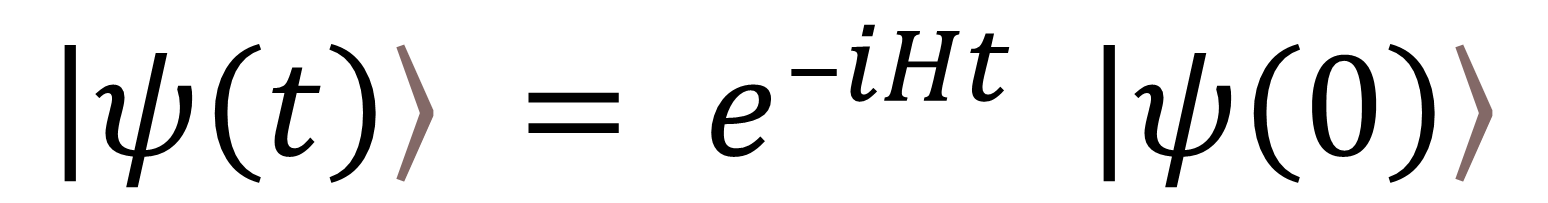 |ψ(t)⟩ = e^{-iHt} |ψ(0)⟩